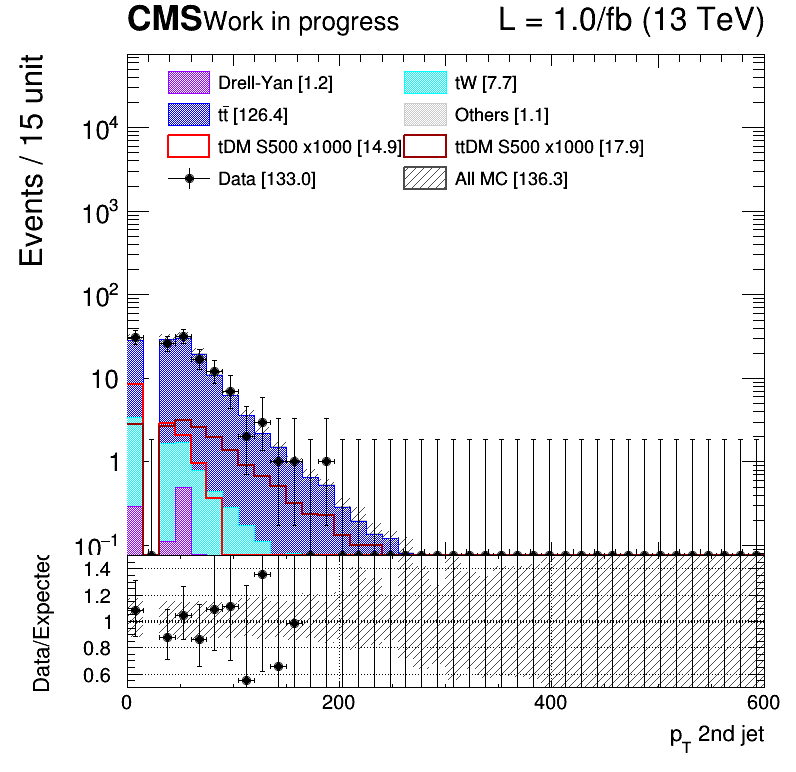 CMS Work in progress L = 1.0/fb (13 TeV)
Events / 15 unit
Drell-Yan [1.2] tW [7.7]
tt̄ [126.4] Others [1.1]
tDM S500 x1000 [14.9] ttDM S500 x1000 [17.9]
Data [133.0] All MC [136.3]
10⁴
10³
10²
10
1
10⁻¹
Data/Expected
1.4
1.2
1
0.8
0.6
0 200 400 600
p_T 2nd jet